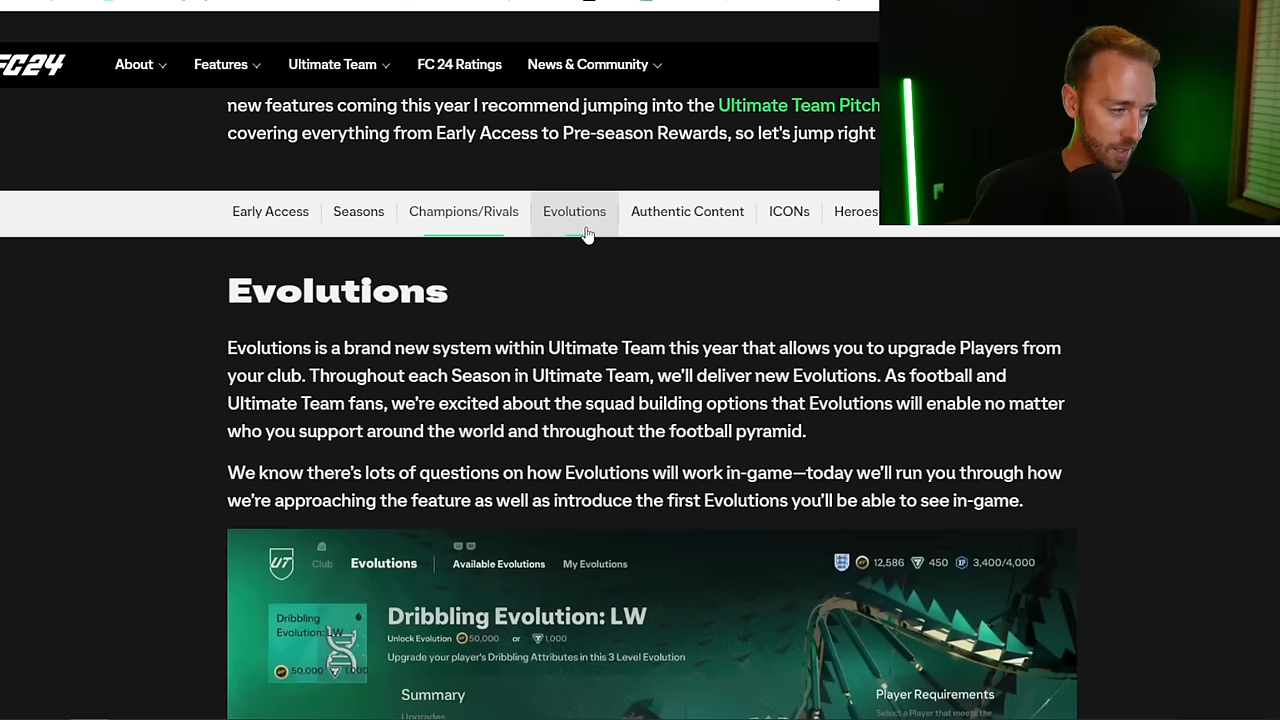 FC24
About
Features
Ultimate Team
FC 24 Ratings
News & Community
new features coming this year I recommend jumping into the Ultimate Team Pitch
covering everything from Early Access to Pre-season Rewards, so let's jump right
Early Access
Seasons
Champions/Rivals
Evolutions
Authentic Content
ICONs
Heroes
Evolutions
Evolutions is a brand new system within Ultimate Team this year that allows you to upgrade Players from
your club. Throughout each Season in Ultimate Team, we’ll deliver new Evolutions. As football and
Ultimate Team fans, we’re excited about the squad building options that Evolutions will enable no matter
who you support around the world and throughout the football pyramid.
We know there’s lots of questions on how Evolutions will work in-game—today we’ll run you through how
we’re approaching the feature as well as introduce the first Evolutions you’ll be able to see in-game.
UT
Club
Evolutions
Available Evolutions
My Evolutions
12,586
450
3,400/4,000
Dribbling
Evolution: LW
50,000
1,000
Dribbling Evolution: LW
Unlock Evolution 50,000 or 1,000
Upgrade your player's Dribbling Attributes in this 3 Level Evolution
Summary
Upgrades
Player Requirements
Select a Player that meets the